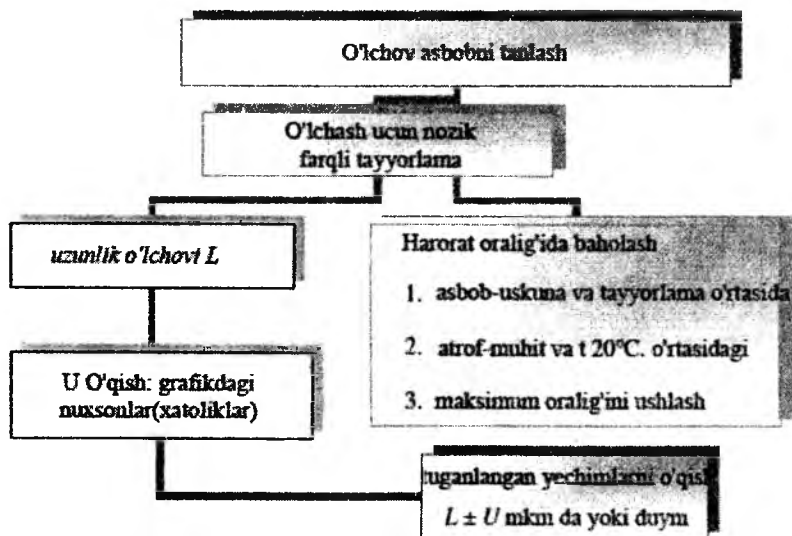 O'lchov asbobni tanlash
O'lchash ucun nozik
farqli tayyorlama
uzunlik o'lchovi L
Harorat oralig'ida baholash
1. asbob-uskuna va tayyorlama o'rtasida
2. atrof-muhit va t 20°C. o'rtasidagi
3. maksimum oralig'ini ushlash
U O'qish: grafikdagi
nuxsonlar(xatoliklar)
tuganlangan yechimlarni o'qish
L ± U mkm da yoki duym